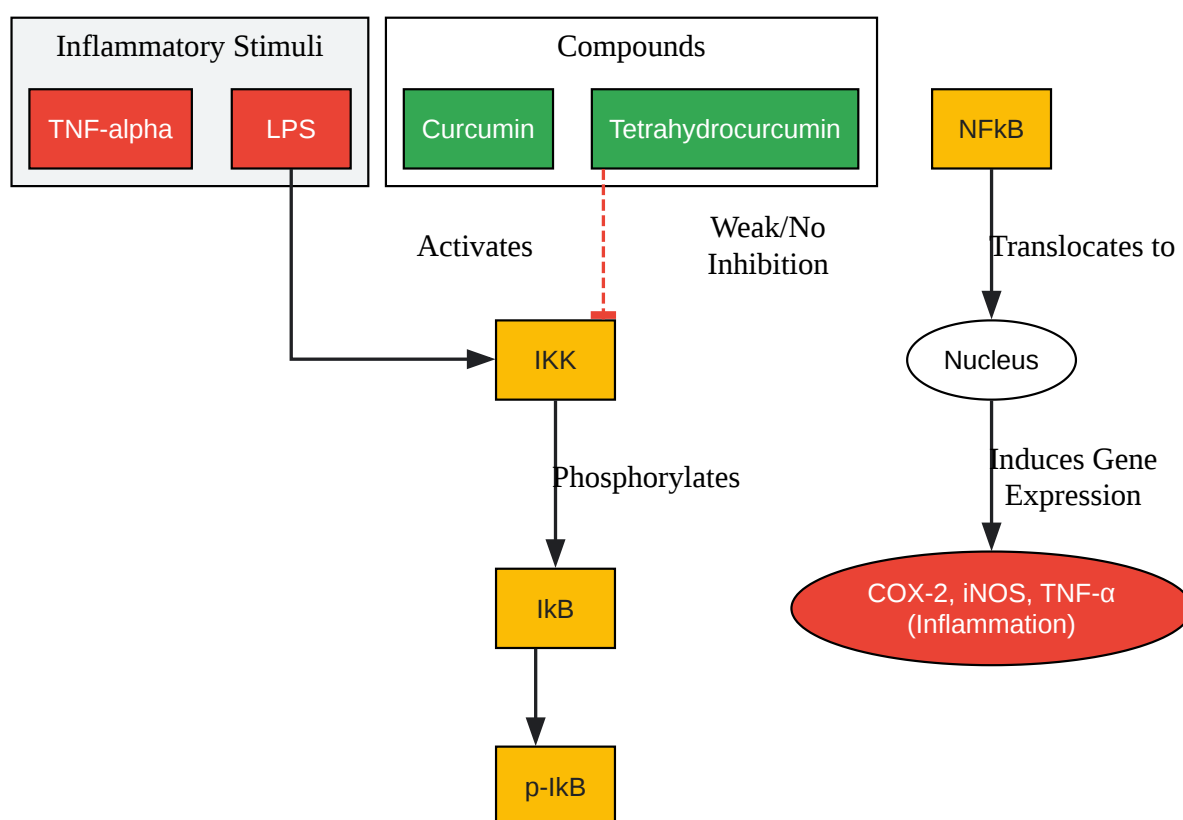 Inflammatory Stimuli
Compounds
TNF-alpha
LPS
Curcumin
Tetrahydrocurcumin
NFkB
Activates
Weak/No
Inhibition
Translocates to
IKK
Nucleus
Phosphorylates
Induces Gene
Expression
IkB
COX-2, iNOS, TNF-α
(Inflammation)
p-IkB